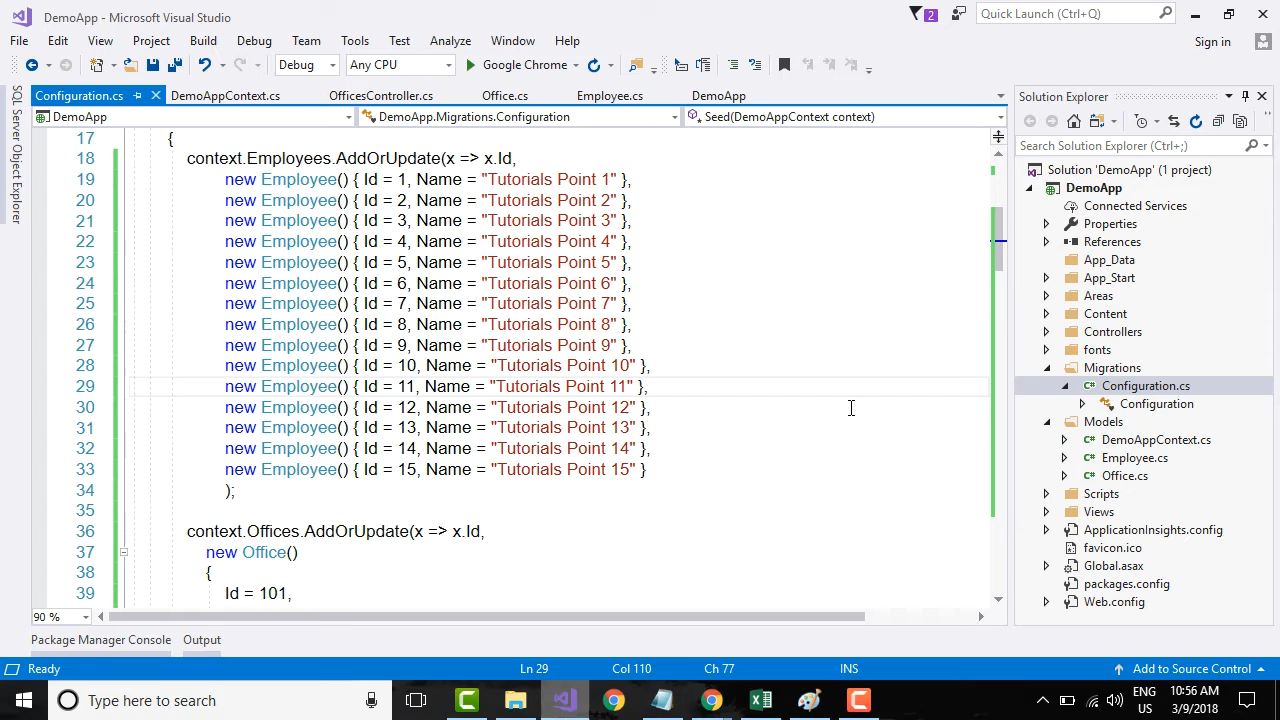 DemoApp - Microsoft Visual Studio
2
Quick Launch (Ctrl+Q)
File Edit View Project Build Debug Team Tools Test Analyze Window Help
Sign in
Debug Any CPU Google Chrome
SQL Server Object Explorer
Configuration.cs DemoAppContext.cs OfficesController.cs Office.cs Employee.cs DemoApp
DemoApp DemoApp.Migrations.Configuration Seed(DemoAppContext context)
17 {
18 context.Employees.AddOrUpdate(x => x.Id,
19 new Employee() { Id = 1, Name = "Tutorials Point 1" },
20 new Employee() { Id = 2, Name = "Tutorials Point 2" },
21 new Employee() { Id = 3, Name = "Tutorials Point 3" },
22 new Employee() { Id = 4, Name = "Tutorials Point 4" },
23 new Employee() { Id = 5, Name = "Tutorials Point 5" },
24 new Employee() { Id = 6, Name = "Tutorials Point 6" },
25 new Employee() { Id = 7, Name = "Tutorials Point 7" },
26 new Employee() { Id = 8, Name = "Tutorials Point 8" },
27 new Employee() { Id = 9, Name = "Tutorials Point 9" },
28 new Employee() { Id = 10, Name = "Tutorials Point 10" },
29 new Employee() { Id = 11, Name = "Tutorials Point 11" },
30 new Employee() { Id = 12, Name = "Tutorials Point 12" },
31 new Employee() { Id = 13, Name = "Tutorials Point 13" },
32 new Employee() { Id = 14, Name = "Tutorials Point 14" },
33 new Employee() { Id = 15, Name = "Tutorials Point 15" }
34 );
35
36 context.Offices.AddOrUpdate(x => x.Id,
37 new Office()
38 {
39 Id = 101,
90 %
Package Manager Console Output
Solution Explorer
Search Solution Explorer (Ctrl+;)
Solution 'DemoApp' (1 project)
DemoApp
Connected Services
Properties
References
App_Data
App_Start
Areas
Content
Controllers
fonts
Migrations
Configuration.cs
Configuration
Models
DemoAppContext.cs
Employee.cs
Office.cs
Scripts
Views
ApplicationInsights.config
favicon.ico
Global.asax
packages.config
Web.config
Ready Ln 29 Col 110 Ch 77 INS Add to Source Control
Type here to search
ENG
US
10:56 AM
3/9/2018